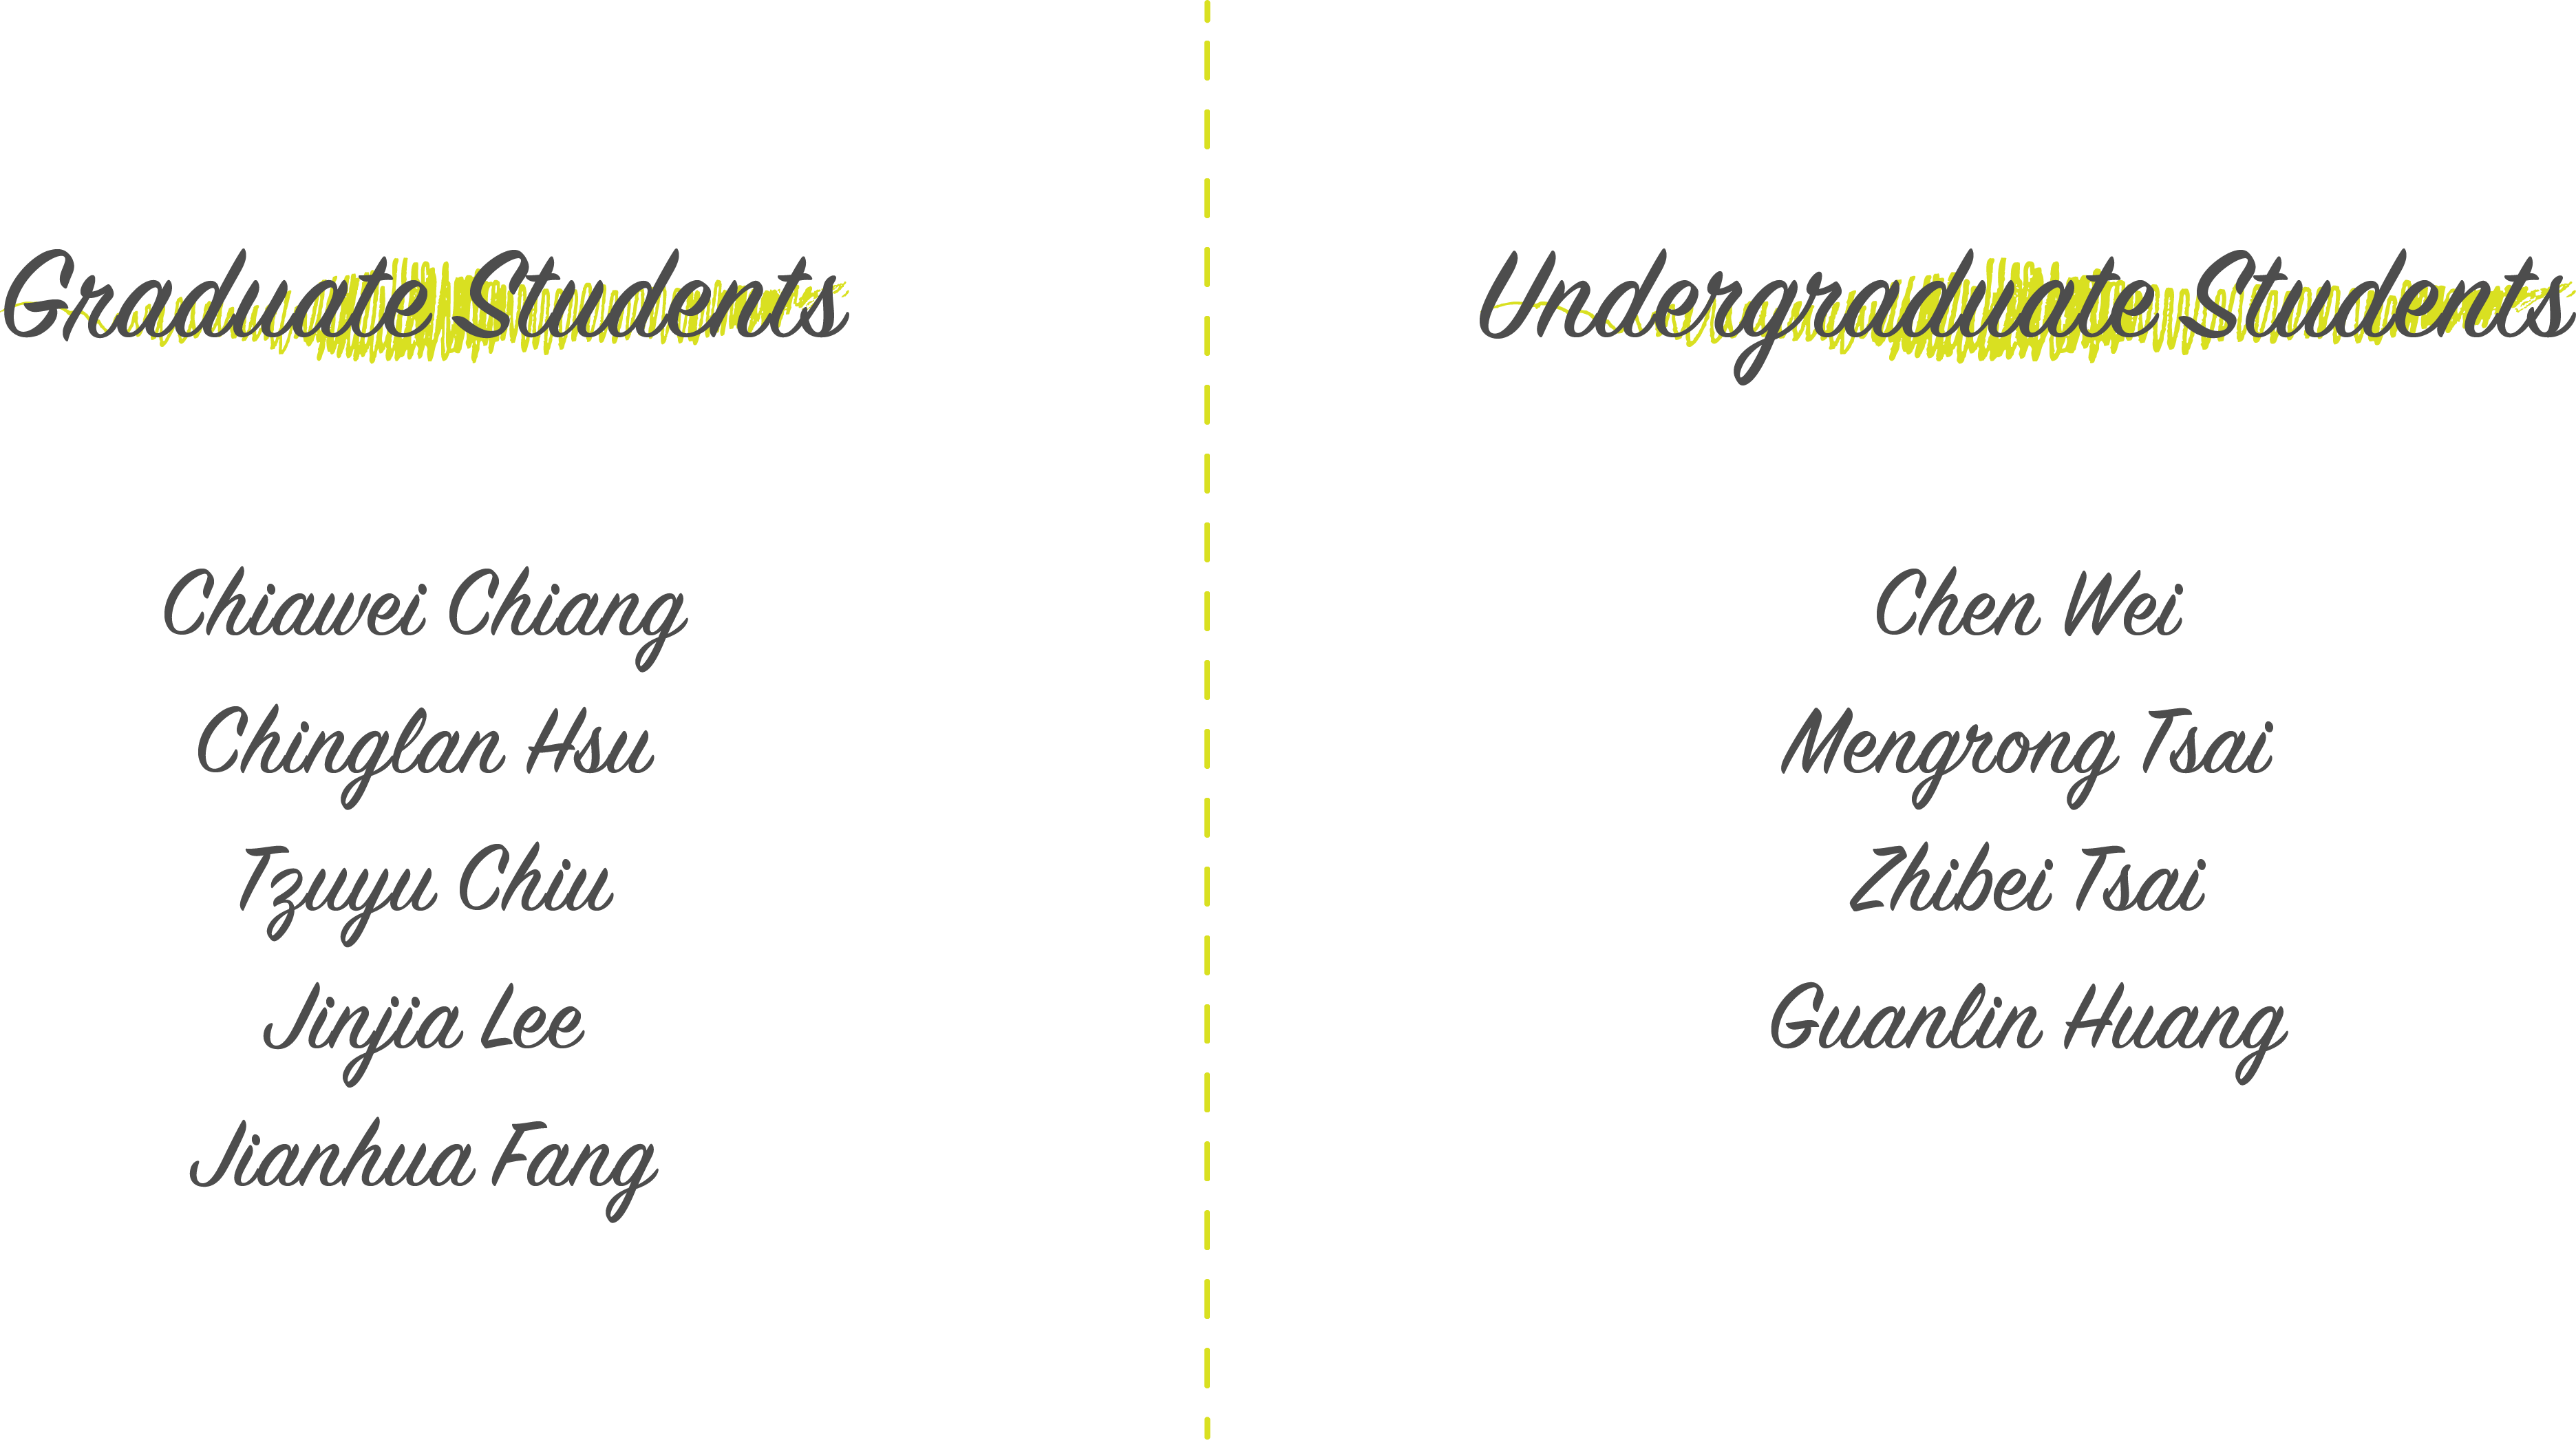 Graduate Students
Chiawei Chiang
Chinglan Hsu
Tzuyu Chiu
Jinjia Lee
Jianhua Fang
Undergraduate Students
Chen Wei
Mengrong Tsai
Zhibei Tsai
Guanlin Huang